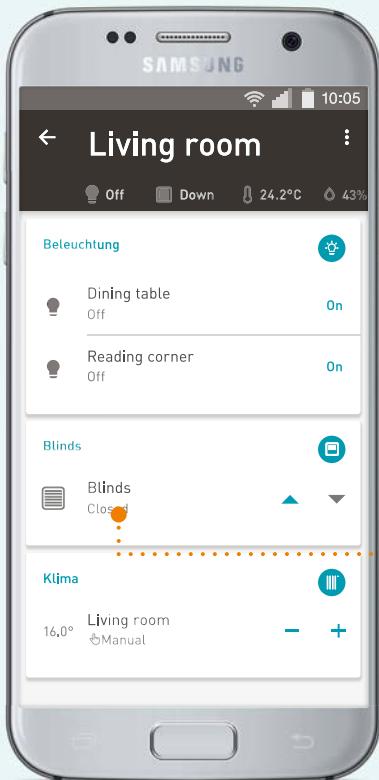 SAMSUNG
10:05
Living room
Off Down 24.2°C 43%
Beleuchtung
Dining table
Off
On
Reading corner
Off
On
Blinds
Blinds
Closed
Klima
16,0°
Living room
Manual